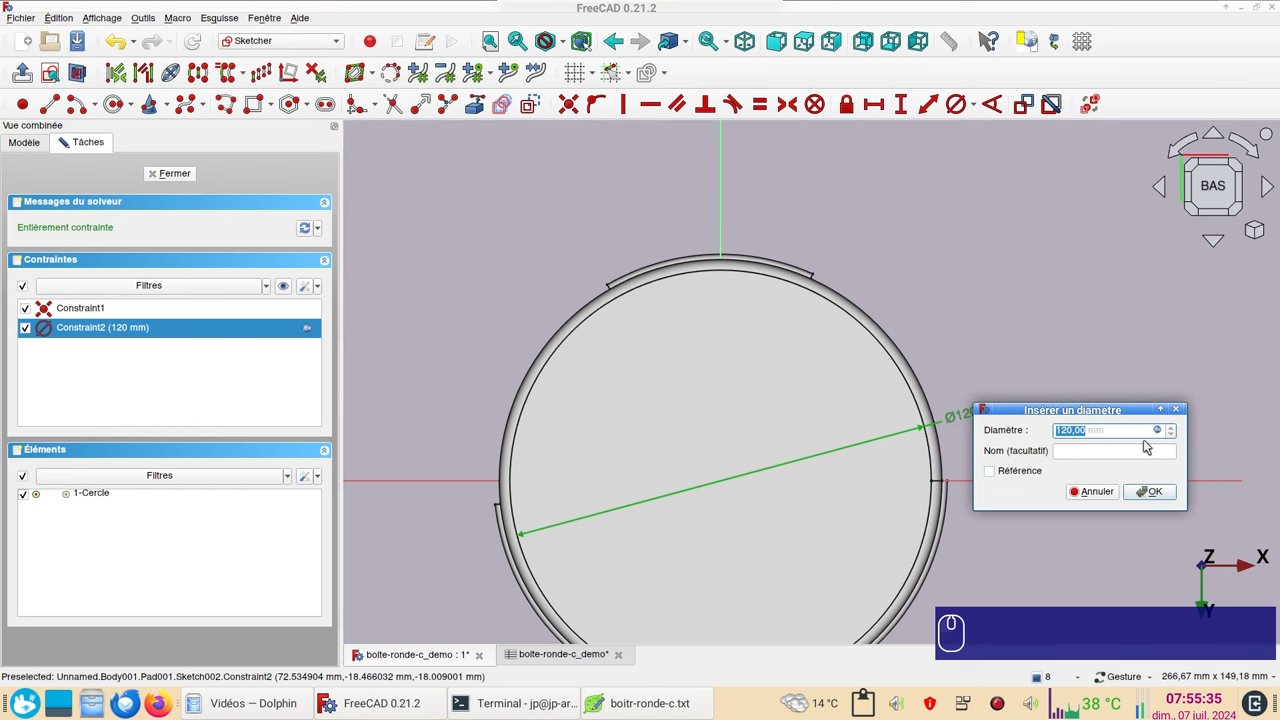 FreeCAD 0.21.2
Fichier Édition Affichage Outils Macro Esquisse Fenêtre Aide
Sketcher
Vue combinée
Modèle Tâches
Fermer
Messages du solveur
Entièrement contrainte
Contraintes
Filtres
Constraint1
Constraint2 (120 mm)
Éléments
Filtres
1-Cercle
BAS
Ø120
Insérer un diamètre
Diamètre : 120,00 mm
Nom (facultatif)
Référence
Annuler OK
Z X
Y
boite-ronde-c_demo : 1* boite-ronde-c_demo*
Preselected: Unnamed.Body001.Pad001.Sketch002.Constraint2 (72.534904 mm,-18.466032 mm,-18.009001 mm)
8 Gesture 266,67 mm x 149,18 mm
Vidéos — Dolphin FreeCAD 0.21.2 Terminal - jp@jp-ar... boitr-ronde-c.txt 14 °C 38 °C 07:55:35
dim., 07 juil. 2024